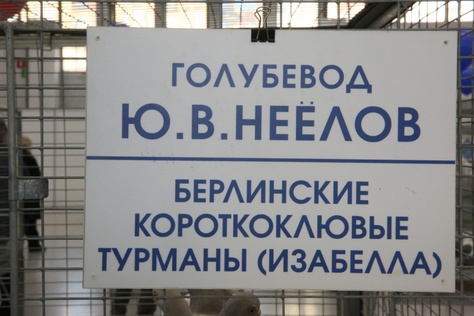 ГОЛУБЕВОД
Ю.В.НЕЁЛОВ
БЕРЛИНСКИЕ
КОРОТКОКЛЮВЫЕ
ТУРМАНЫ (ИЗАБЕЛЛА)